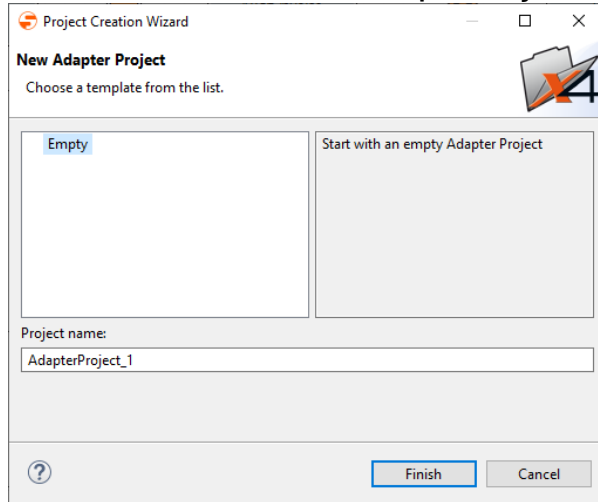 Project Creation Wizard
New Adapter Project
Choose a template from the list.
X4
Empty
Start with an empty Adapter Project
Project name:
AdapterProject_1
?
Finish
Cancel